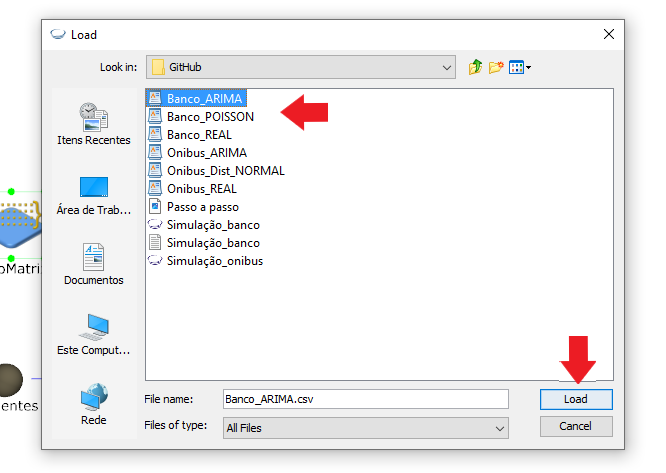 Load
Look in:
GitHub
Itens Recentes
Área de Trab...
Documentos
Este Comput...
Rede
Banco_ARIMA
Banco_POISSON
Banco_REAL
Onibus_ARIMA
Onibus_Dist_NORMAL
Onibus_REAL
Passo a passo
Simulação_banco
Simulação_banco
Simulação_onibus
oMatriz
entes
File name:
Banco_ARIMA.csv
Load
Files of type:
All Files
Cancel